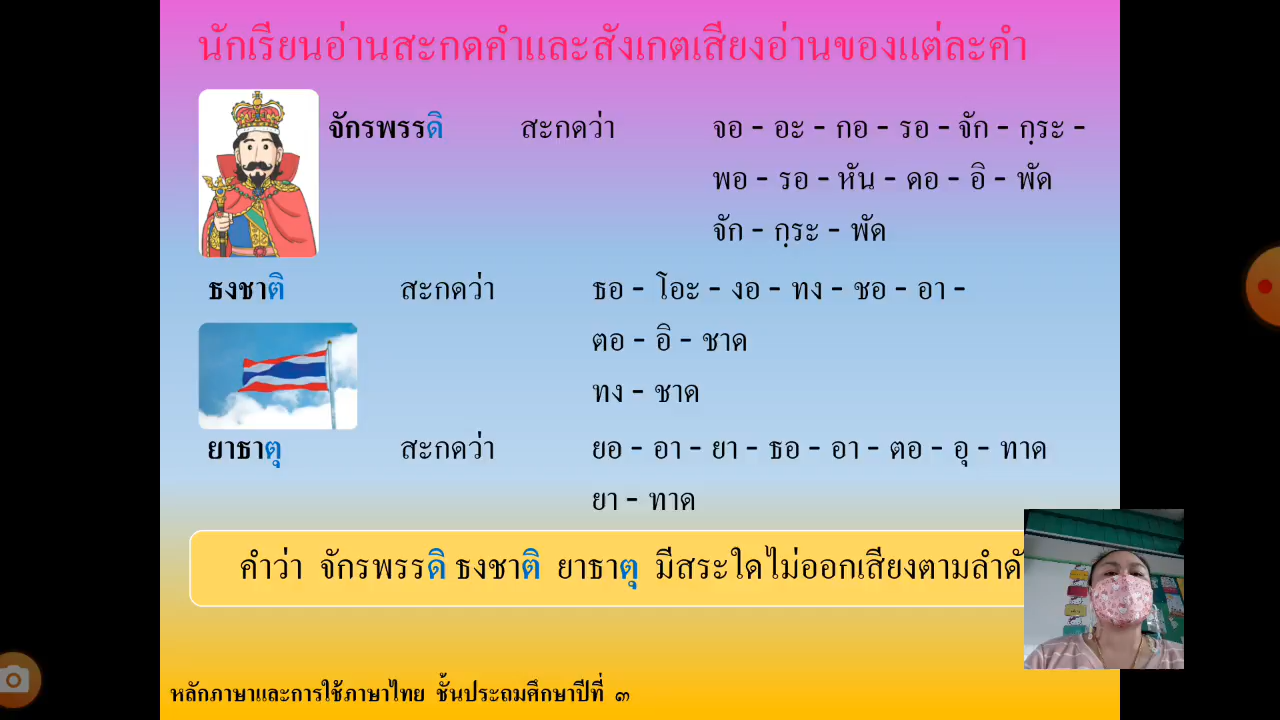 นักเรียนอ่านสะกดคำและสังเกตเสียงอ่านของแต่ละคำ
จักรพรรดิ สะกดว่า จอ - อะ - กอ - รอ - จัก - กฺระ -
พอ - รอ - หัน - ดอ - อิ - พัด
จัก - กฺระ - พัด
ธงชาติ สะกดว่า ธอ - โอะ - งอ - ทง - ชอ - อา -
ตอ - อิ - ชาด
ทง - ชาด
ยาธาตุ สะกดว่า ยอ - อา - ยา - ธอ - อา - ตอ - อุ - ทาด
ยา - ทาด
คำว่า จักรพรรดิ ธงชาติ ยาธาตุ มีสระใดไม่ออกเสียงตาม
หลักภาษาและการใช้ภาษาไทย ชั้นประถมศึกษาปีที่ ๓